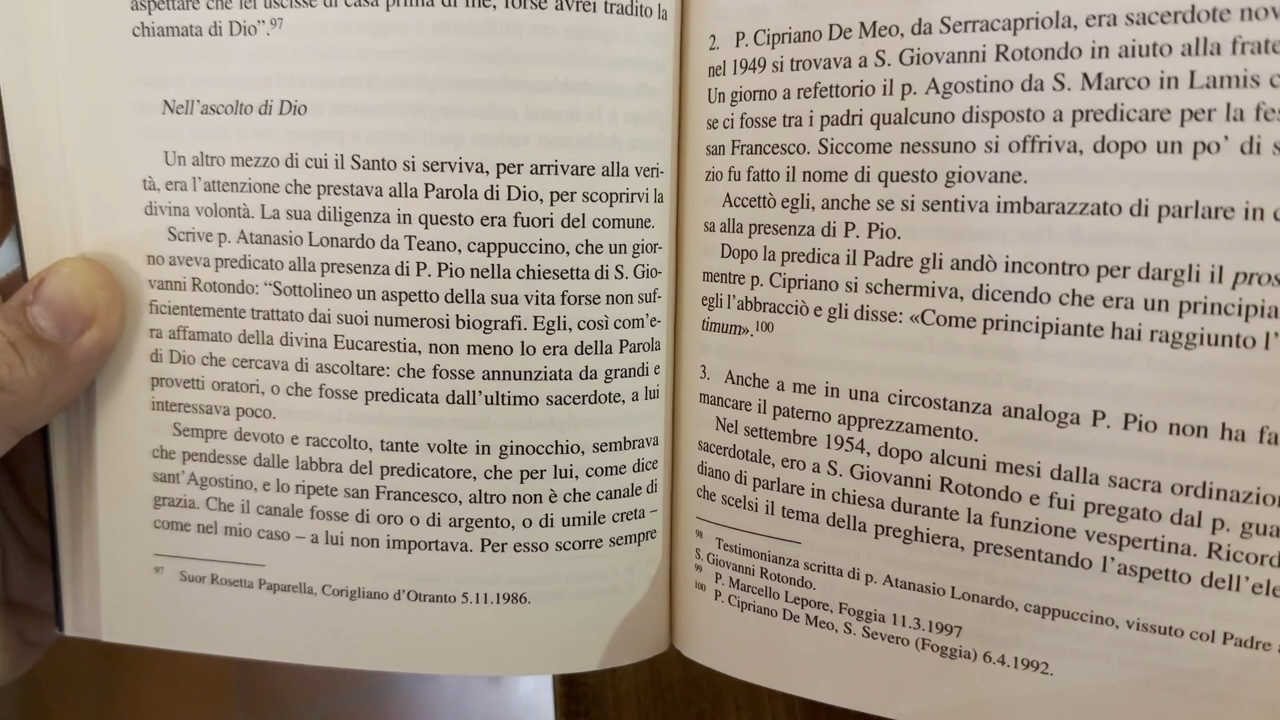 aspettare che lei uscisse di casa prima di me, forse avrei tradito la
chiamata di Dio”.97
Nell’ascolto di Dio
Un altro mezzo di cui il Santo si serviva, per arrivare alla veri-
tà, era l’attenzione che prestava alla Parola di Dio, per scoprirvi la
divina volontà. La sua diligenza in questo era fuori del comune.
Scrive p. Atanasio Lonardo da Teano, cappuccino, che un gior-
no aveva predicato alla presenza di P. Pio nella chiesetta di S. Gio-
vanni Rotondo: “Sottolineo un aspetto della sua vita forse non suf-
ficientemente trattato dai suoi numerosi biografi. Egli, così com’e-
ra affamato della divina Eucarestia, non meno lo era della Parola
di Dio che cercava di ascoltare: che fosse annunziata da grandi e
provetti oratori, o che fosse predicata dall’ultimo sacerdote, a lui
interessava poco.
Sempre devoto e raccolto, tante volte in ginocchio, sembrava
che pendesse dalle labbra del predicatore, che per lui, come dice
sant’Agostino, e lo ripete san Francesco, altro non è che canale di
grazia. Che il canale fosse di oro o di argento, o di umile creta –
come nel mio caso – a lui non importava. Per esso scorre sempre
97 Suor Rosetta Paparella, Corigliano d’Otranto 5.11.1986.
2. P. Cipriano De Meo, da Serracapriola, era sacerdote nov
nel 1949 si trovava a S. Giovanni Rotondo in aiuto alla frate
Un giorno a refettorio il p. Agostino da S. Marco in Lamis c
se ci fosse tra i padri qualcuno disposto a predicare per la fes
san Francesco. Siccome nessuno si offriva, dopo un po’ di s
zio fu fatto il nome di questo giovane.
Accettò egli, anche se si sentiva imbarazzato di parlare in c
sa alla presenza di P. Pio.
Dopo la predica il Padre gli andò incontro per dargli il pros
mentre p. Cipriano si schermiva, dicendo che era un principia
egli l’abbracciò e gli disse: «Come principiante hai raggiunto l’
timum».100
3. Anche a me in una circostanza analoga P. Pio non ha fa
mancare il paterno apprezzamento.
Nel settembre 1954, dopo alcuni mesi dalla sacra ordinazion
sacerdotale, ero a S. Giovanni Rotondo e fui pregato dal p. gua
diano di parlare in chiesa durante la funzione vespertina. Ricord
che scelsi il tema della preghiera, presentando l’aspetto dell’ele
98 Testimonianza scritta di p. Atanasio Lonardo, cappuccino, vissuto col Padre a
S. Giovanni Rotondo.
99 P. Marcello Lepore, Foggia 11.3.1997
100 P. Cipriano De Meo, S. Severo (Foggia) 6.4.1992.